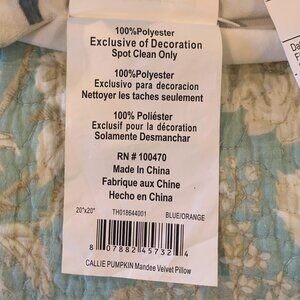 100%Polyester
Exclusive of Decoration
Spot Clean Only
100%Polyester
Exclusivo para decoracion
Nettoyer les taches seulement
100% Poliéster
Exclusif pour la décoration
Solamente Desmanchar
RN # 100470
Made In China
Fabrique aux Chine
Hecho en China
20"x20" TH018644001 BLUE/ORANGE
8 07882 45732 4
CALLIE PUMPKIN Mandee Velvet Pillow